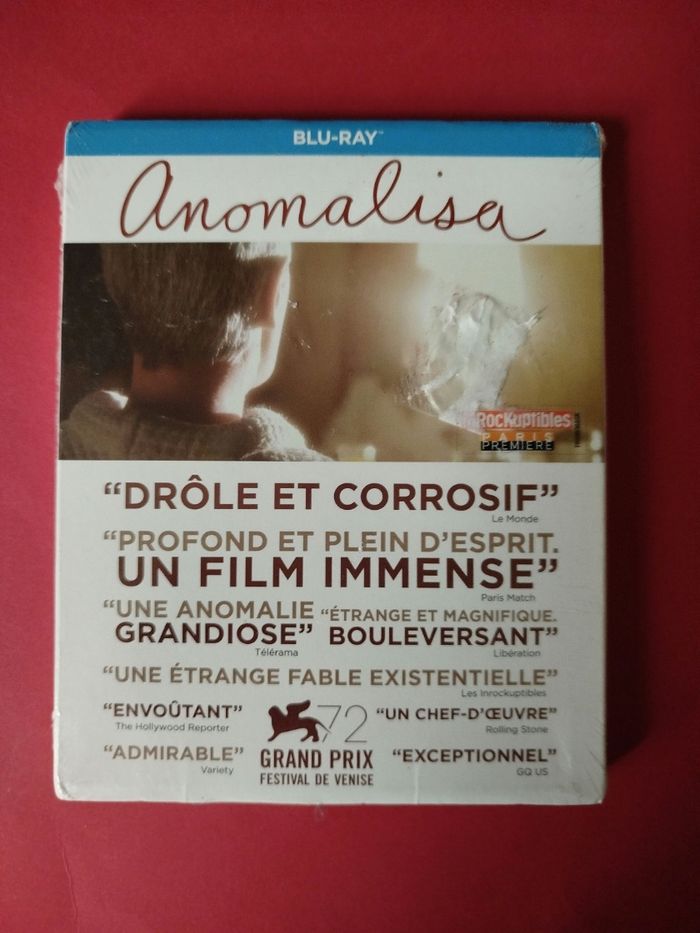 BLU-RAY™
anomalisa
RocKuptibles
PARIS
PREMIERE
“DRÔLE ET CORROSIF”
Le Monde
“PROFOND ET PLEIN D’ESPRIT.
UN FILM IMMENSE”
Paris Match
“UNE ANOMALIE
GRANDIOSE”
Télérama
“ÉTRANGE ET MAGNIFIQUE.
BOULEVERSANT”
Libération
“UNE ÉTRANGE FABLE EXISTENTIELLE”
Les Inrockuptibles
“ENVOÛTANT”
The Hollywood Reporter
“ADMIRABLE”
Variety
72
GRAND PRIX
FESTIVAL DE VENISE
“UN CHEF-D’ŒUVRE”
Rolling Stone
“EXCEPTIONNEL”
GQ US